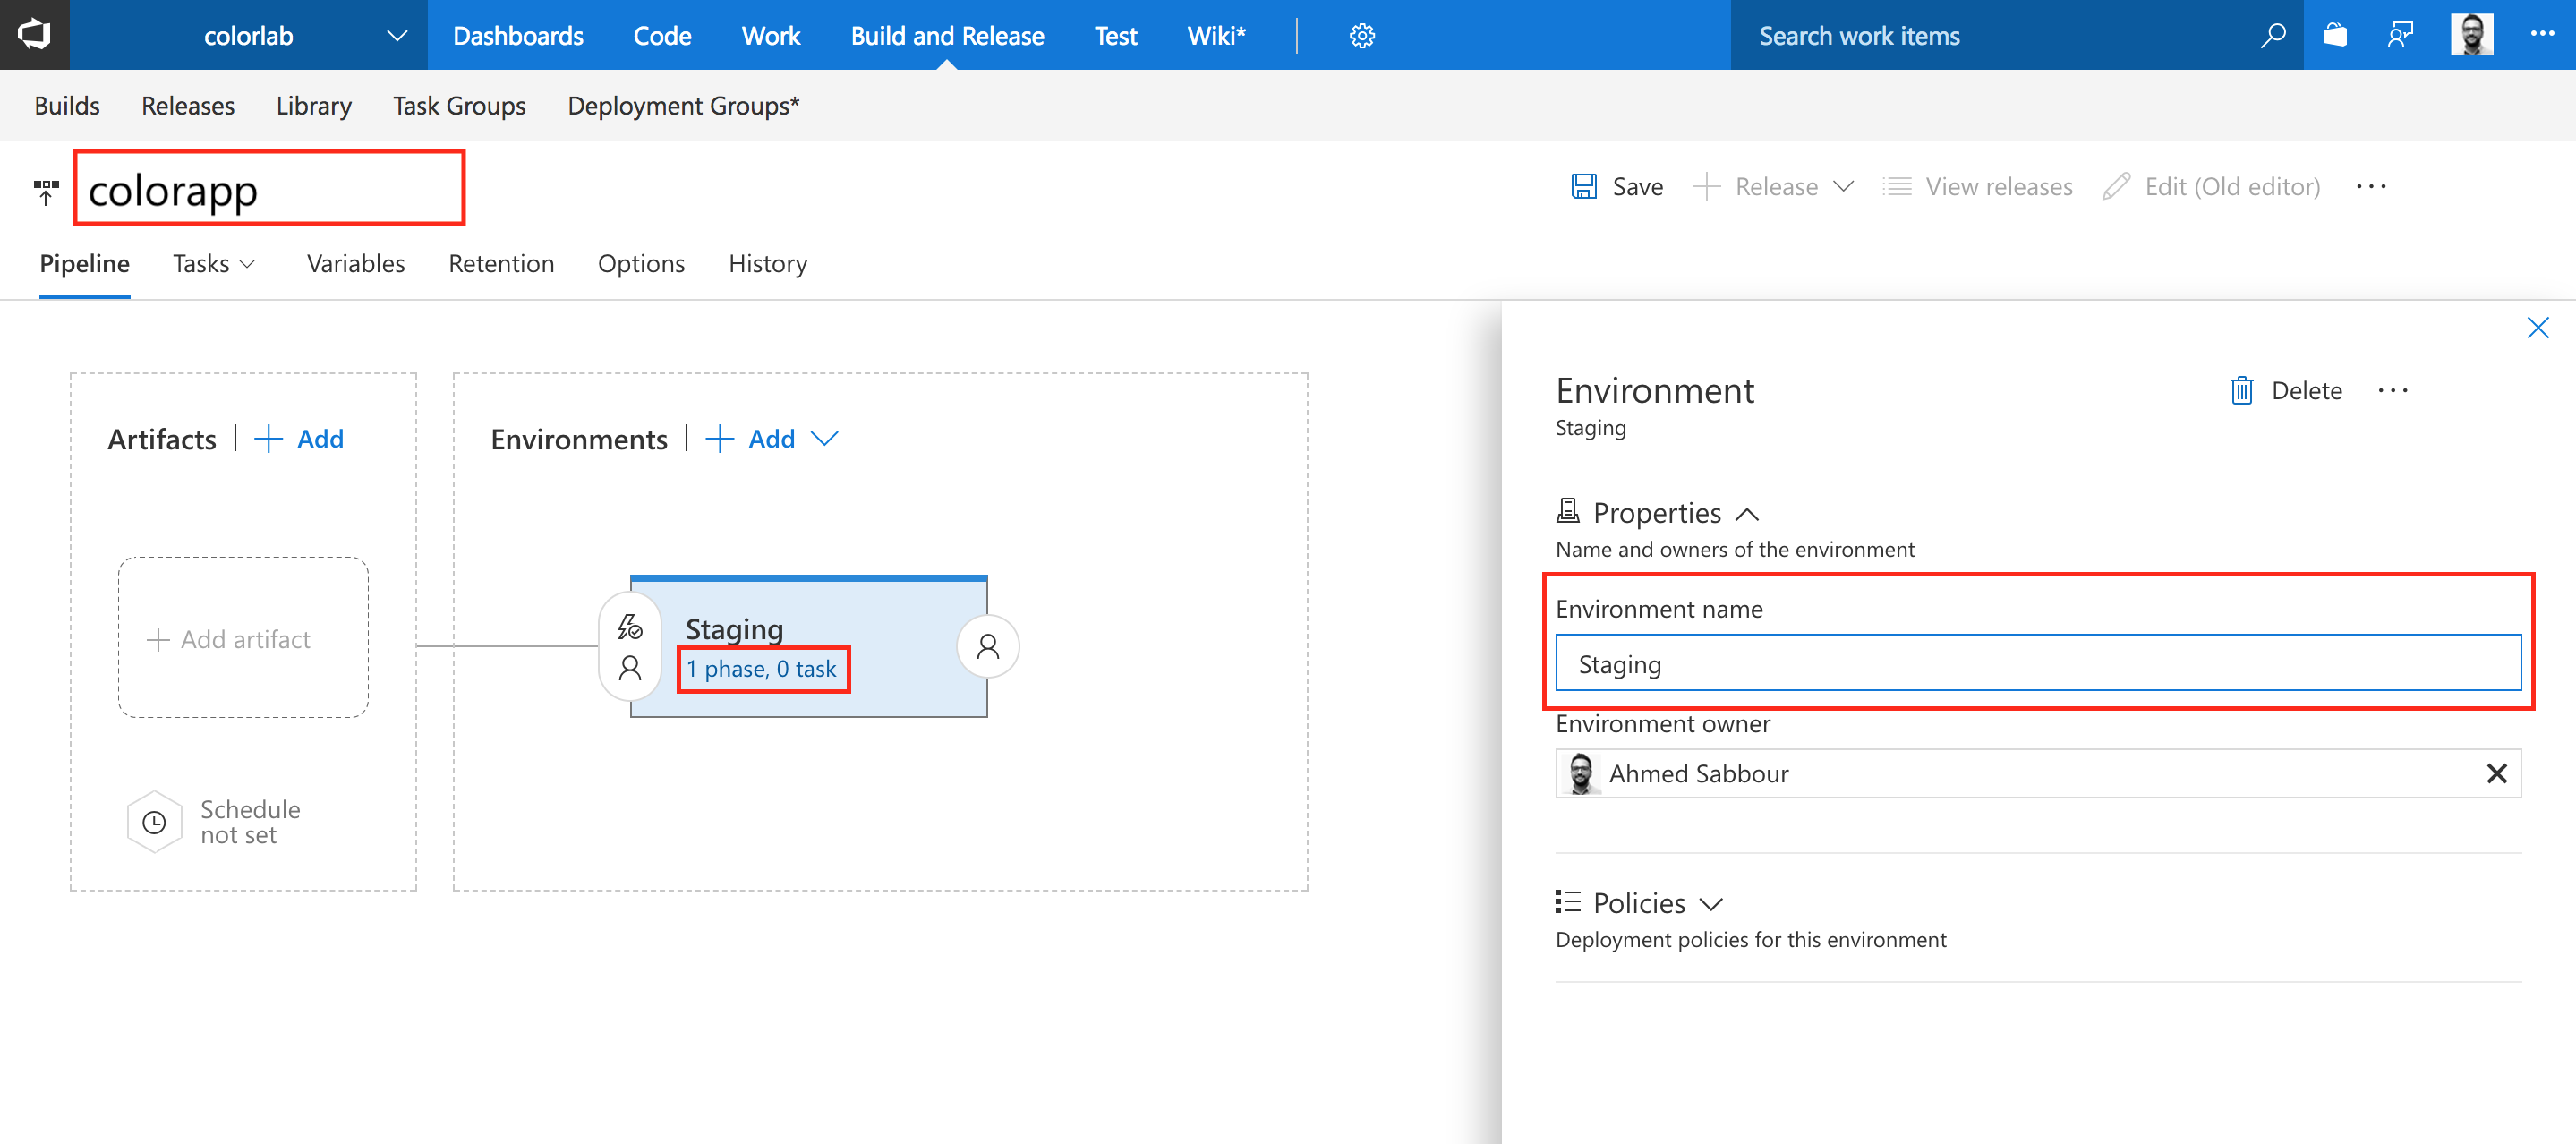 colorlab Dashboards Code Work Build and Release Test Wiki* Search work items
Builds Releases Library Task Groups Deployment Groups*
colorapp
Save Release View releases Edit (Old editor)
Pipeline Tasks Variables Retention Options History
Artifacts | + Add
+ Add artifact
Schedule
not set
Environments | + Add
Staging
1 phase, 0 task
Environment
Delete
Staging
Properties
Name and owners of the environment
Environment name
Staging
Environment owner
Ahmed Sabbour
Policies
Deployment policies for this environment